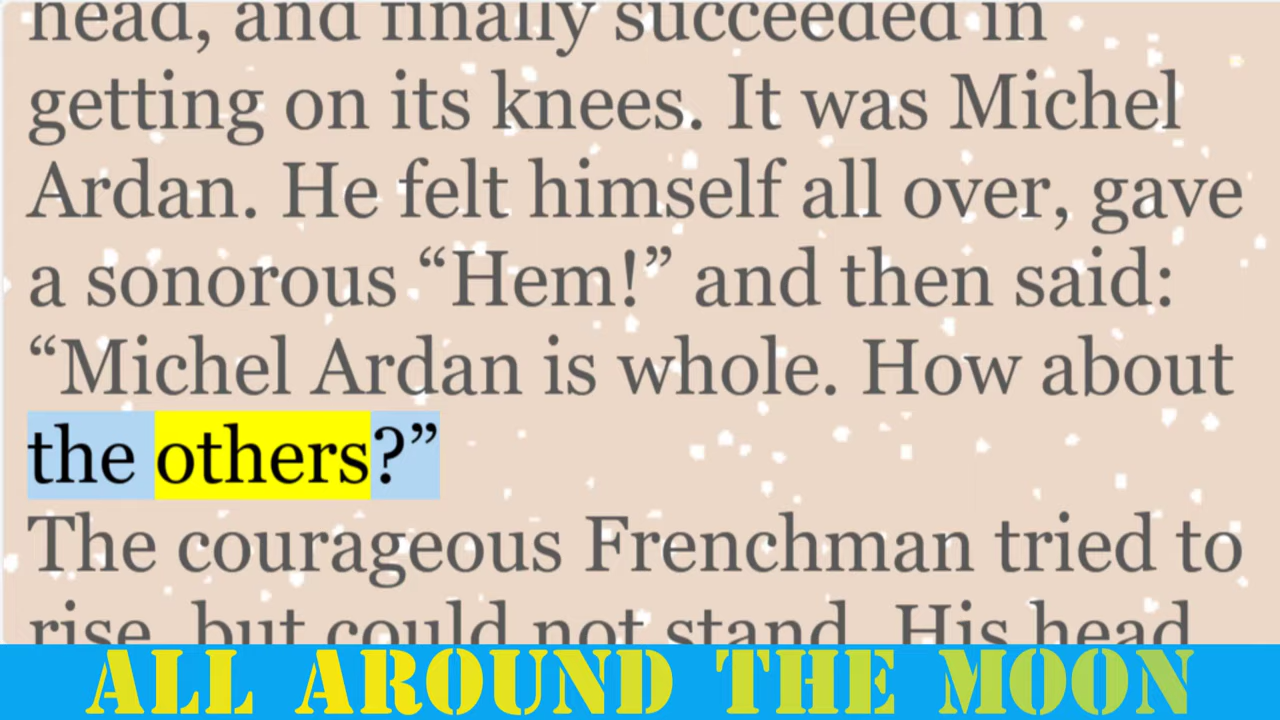 head, and finally succeeded in
getting on its knees. It was Michel
Ardan. He felt himself all over, gave
a sonorous “Hem!” and then said:
“Michel Ardan is whole. How about
the others?”
The courageous Frenchman tried to
rise, but could not stand. His head
ALL AROUND THE MOON